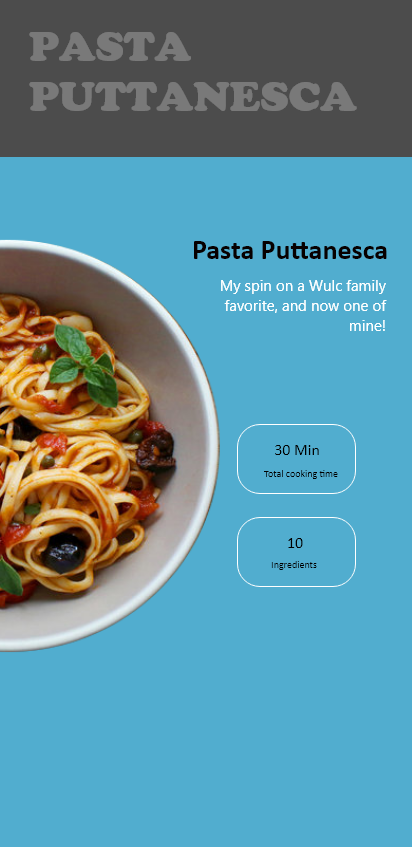 PASTA
PUTTANESCA
Pasta Puttanesca
My spin on a Wulc family
favorite, and now one of
mine!
30 Min
Total cooking time
10
Ingredients